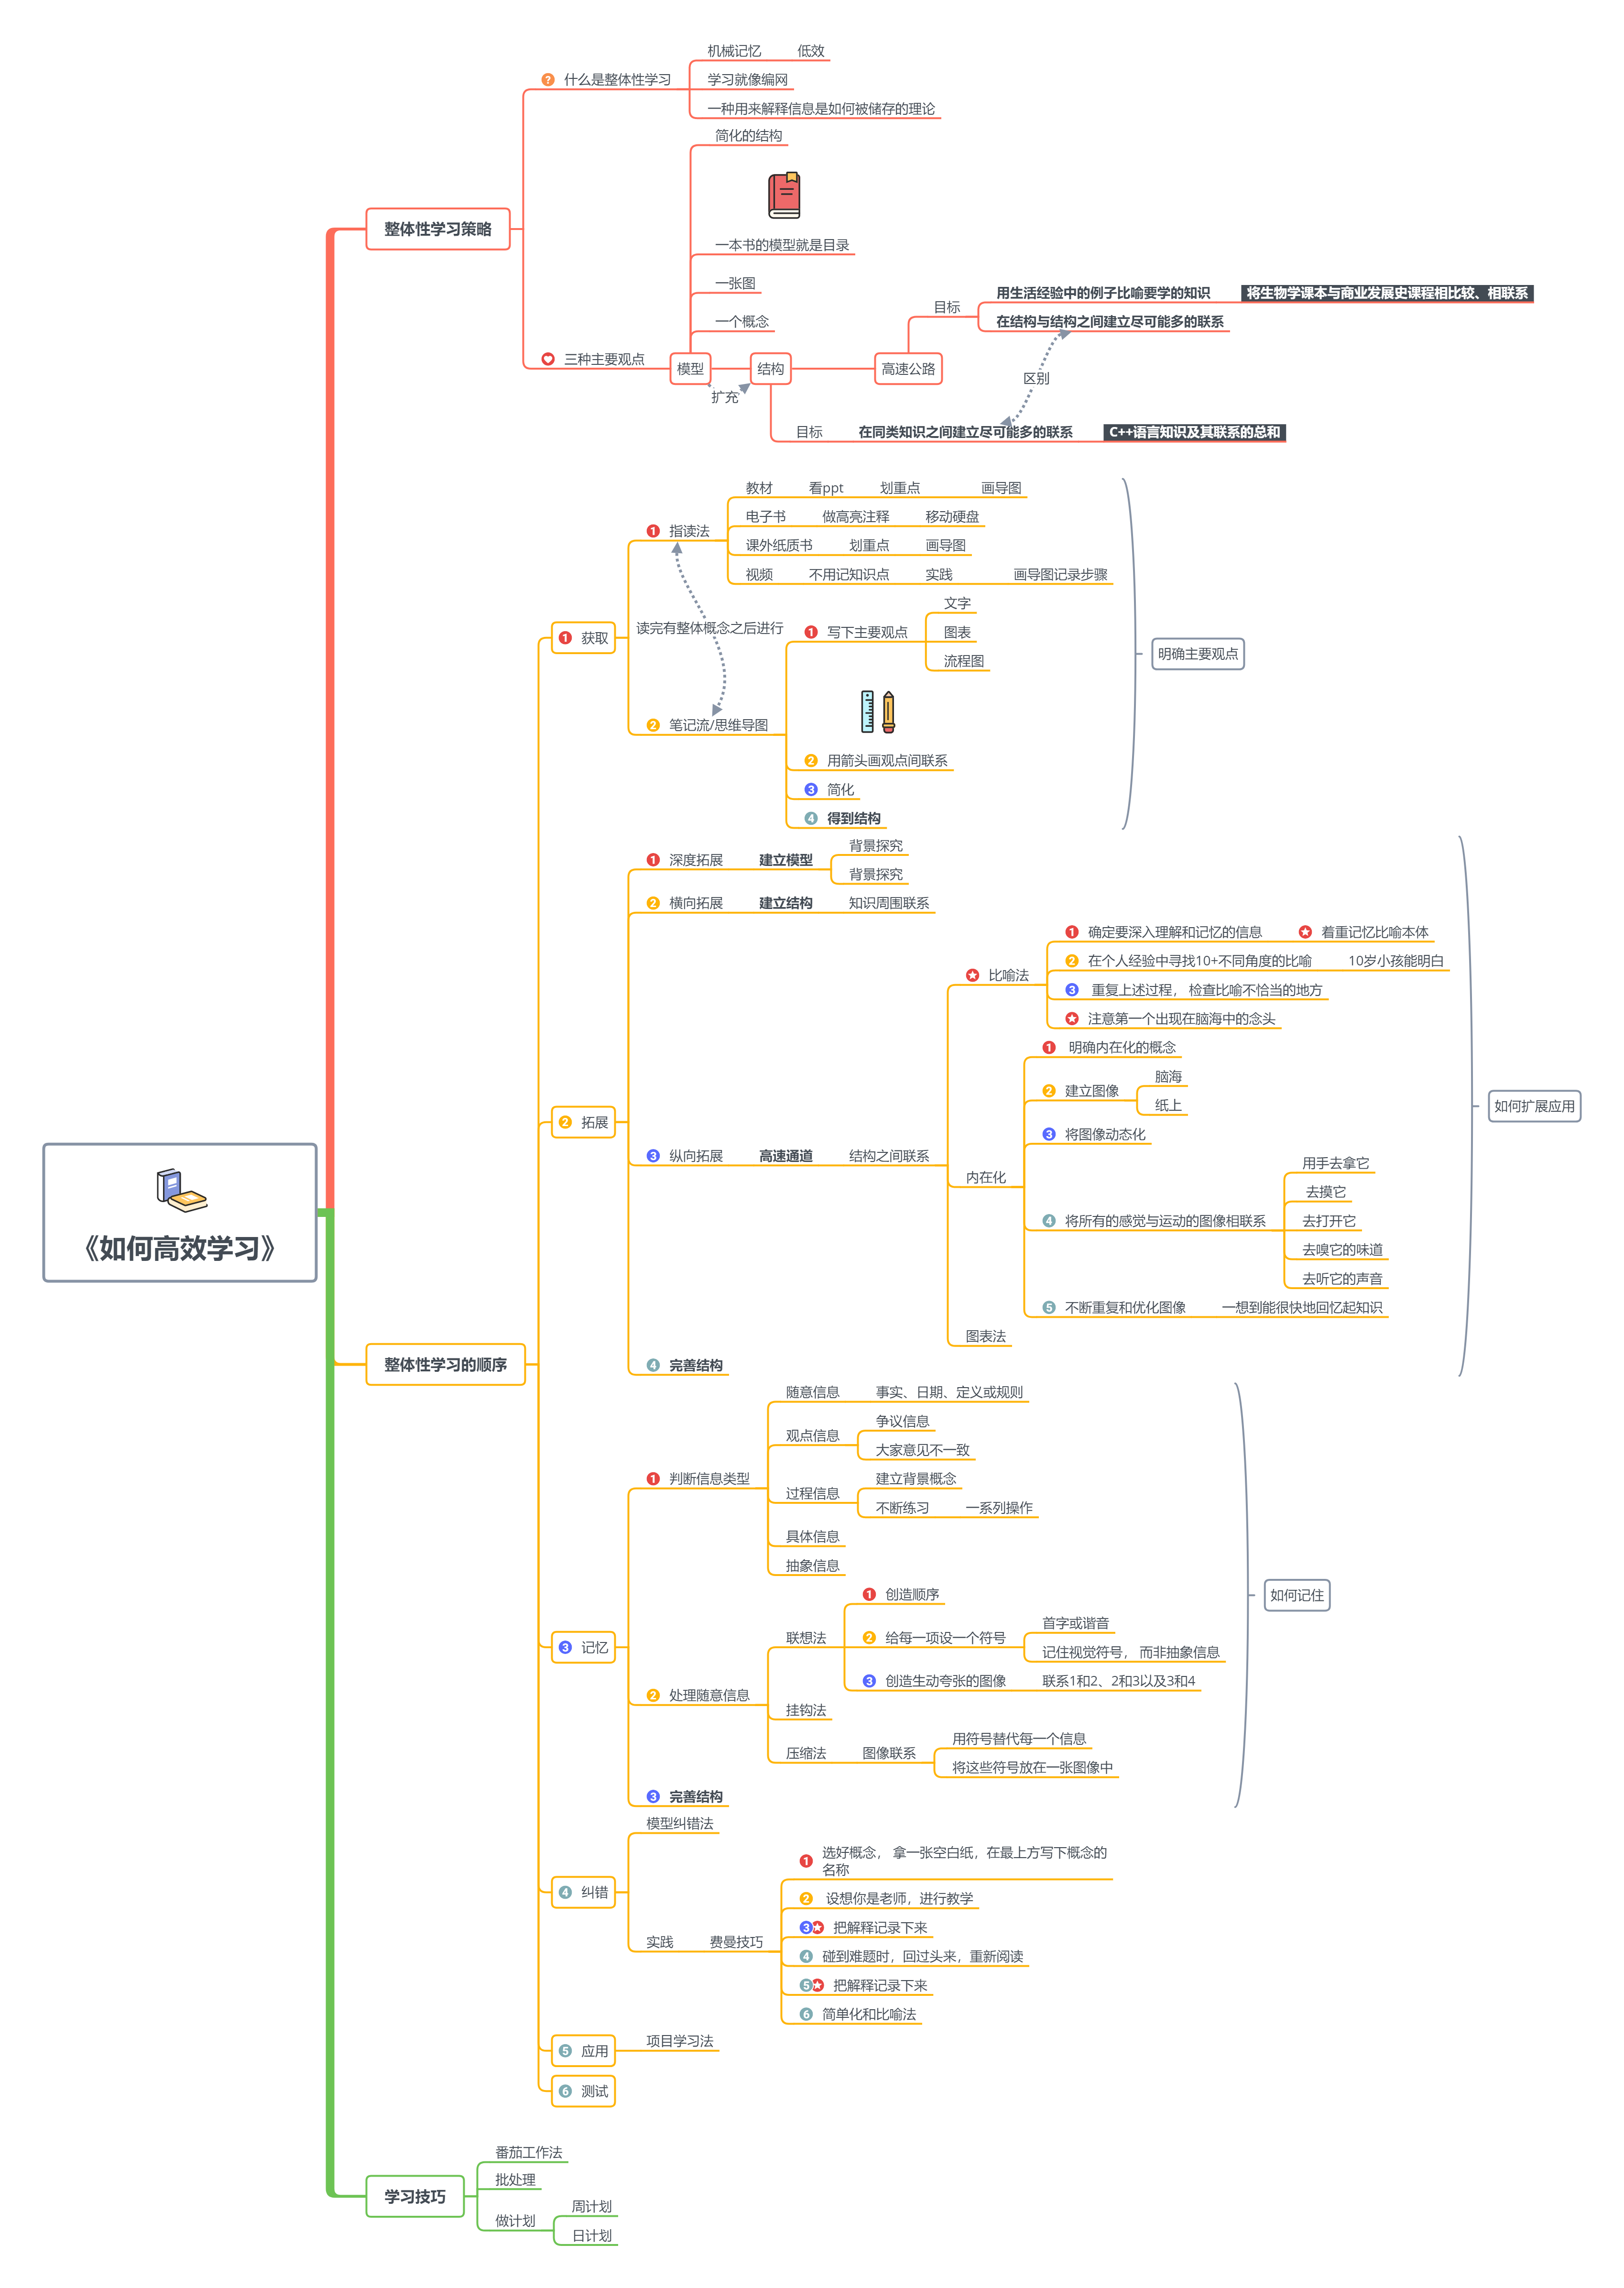 《如何高效学习》
整体性学习策略
什么是整体性学习
机械记忆
低效
学习就像编网
一种用来解释信息是如何被储存的理论
三种主要观点
模型
简化的结构
一本书的模型就是目录
一张图
一个概念
扩充
结构
目标
在同类知识之间建立尽可能多的联系
C++语言知识及其联系的总和
高速公路
目标
用生活经验中的例子比喻要学的知识
将生物学课本与商业发展史课程相比较、相联系
在结构与结构之间建立尽可能多的联系
区别
整体性学习的顺序
1 获取
1 指读法
教材
看ppt
划重点
画导图
电子书
做高亮注释
移动硬盘
课外纸质书
划重点
画导图
视频
不用记知识点
实践
画导图记录步骤
读完有整体概念之后进行
2 笔记流/思维导图
1 写下主要观点
文字
图表
流程图
2 用箭头画观点间联系
3 简化
4 得到结构
明确主要观点
2 拓展
1 深度拓展
建立模型
背景探究
背景探究
2 横向拓展
建立结构
知识周围联系
3 纵向拓展
高速通道
结构之间联系
比喻法
1 确定要深入理解和记忆的信息
着重记忆比喻本体
2 在个人经验中寻找10+不同角度的比喻
10岁小孩能明白
3 重复上述过程， 检查比喻不恰当的地方
注意第一个出现在脑海中的念头
内在化
1 明确内在化的概念
2 建立图像
脑海
纸上
3 将图像动态化
4 将所有的感觉与运动的图像相联系
用手去拿它
去摸它
去打开它
去嗅它的味道
去听它的声音
5 不断重复和优化图像
一想到能很快地回忆起知识
图表法
4 完善结构
如何扩展应用
3 记忆
1 判断信息类型
随意信息
事实、日期、定义或规则
观点信息
争议信息
大家意见不一致
过程信息
建立背景概念
不断练习
一系列操作
具体信息
抽象信息
2 处理随意信息
联想法
1 创造顺序
2 给每一项设一个符号
首字或谐音
记住视觉符号， 而非抽象信息
3 创造生动夸张的图像
联系1和2、2和3以及3和4
挂钩法
压缩法
图像联系
用符号替代每一个信息
将这些符号放在一张图像中
3 完善结构
如何记住
4 纠错
模型纠错法
实践
费曼技巧
1 选好概念， 拿一张空白纸，在最上方写下概念的
名称
2 设想你是老师，进行教学
3 把解释记录下来
4 碰到难题时，回过头来，重新阅读
5 把解释记录下来
6 简单化和比喻法
5 应用
项目学习法
6 测试
学习技巧
番茄工作法
批处理
做计划
周计划
日计划